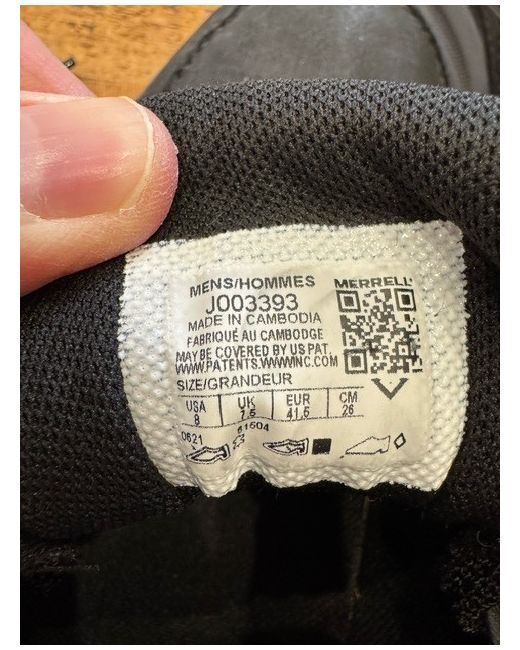 MENS/HOMMES
MERRELL
J003393
MADE IN CAMBODIA
FABRIQUÉ AU CAMBODGE
MAY BE COVERED BY US PAT.
WWW.PATENTS.WWWINC.COM
SIZE/GRANDEUR
USA UK EUR CM
8 7.5 41.5 26
0621 61504